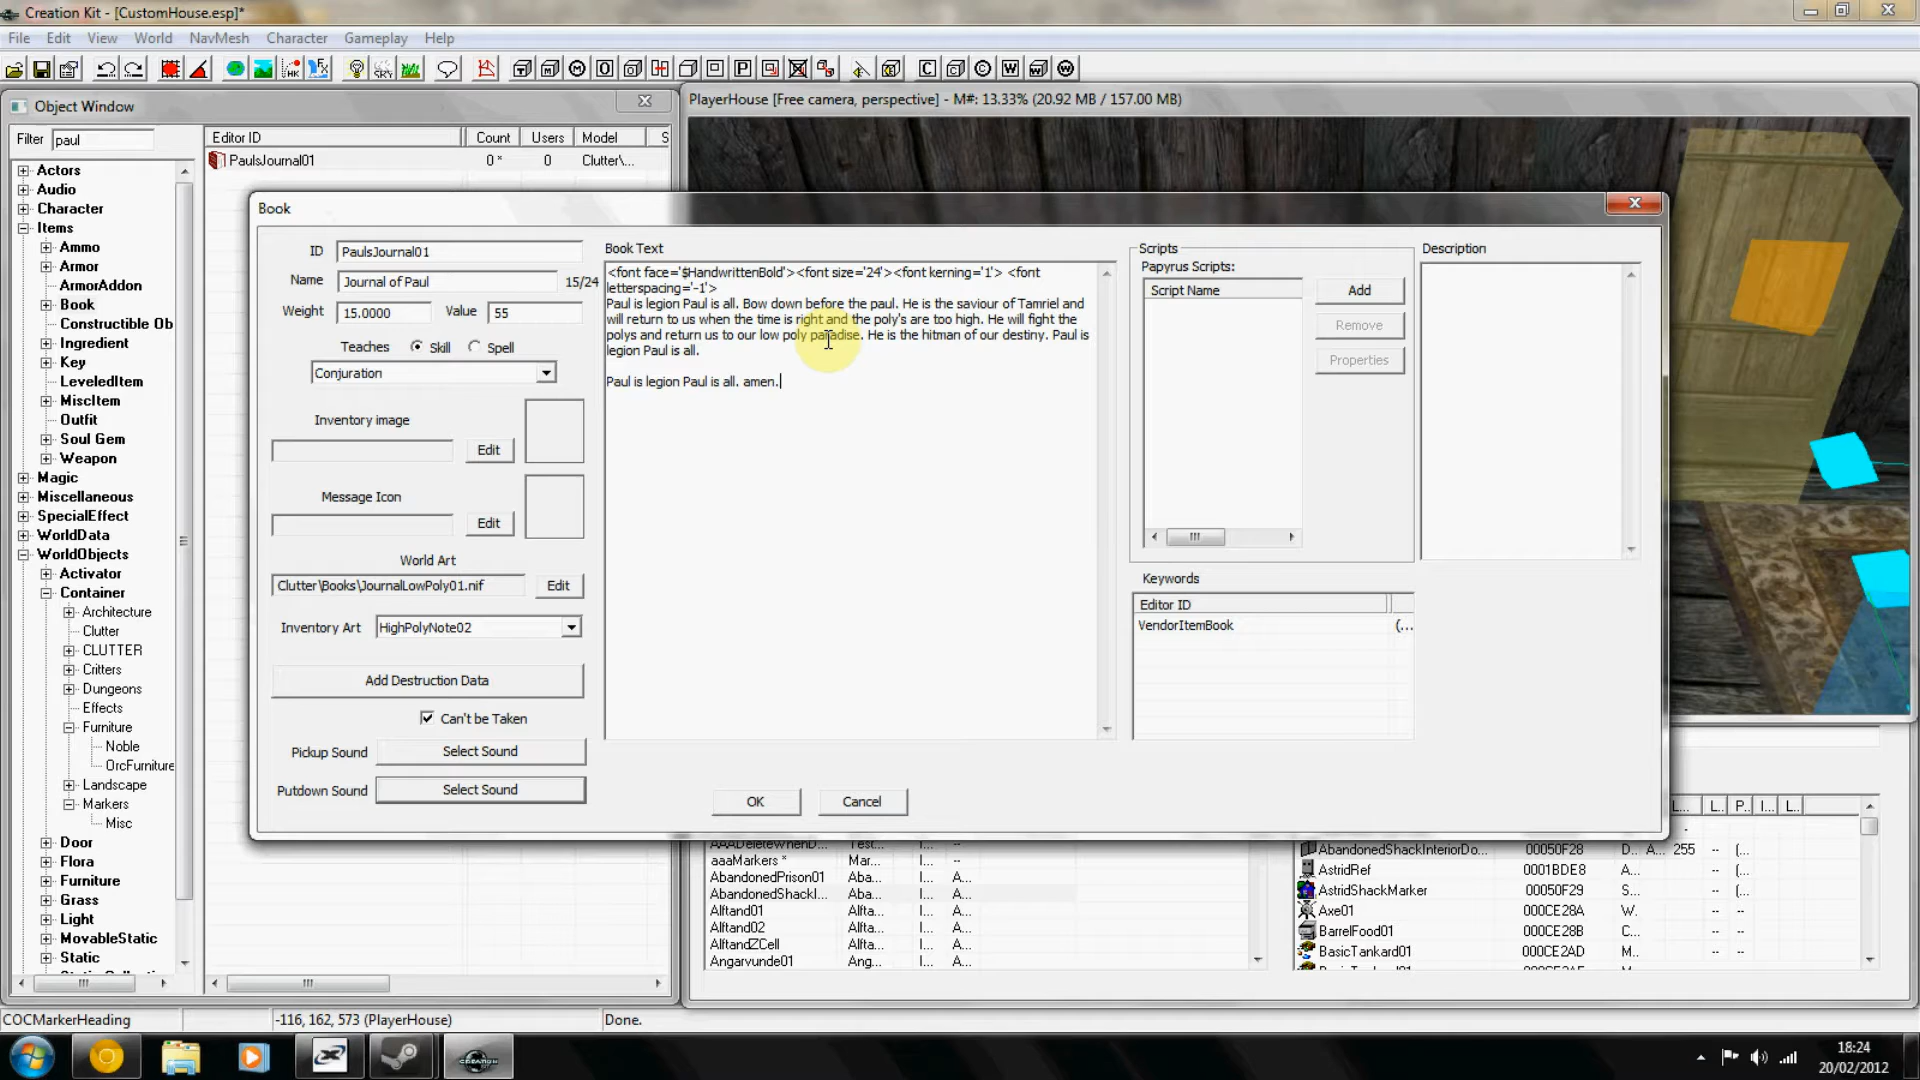 Creation Kit - [CustomHouse.esp]*
File Edit View World NavMesh Character Gameplay Help
Object Window
PlayerHouse [Free camera, perspective] - M#: 13.33% (20.92 MB / 157.00 MB)
Filter paul
Editor ID Count Users Model S
PaulsJournal01 0 * 0 Clutter\...
Actors
Audio
Character
Items
Ammo
Armor
ArmorAddon
Book
Constructible Ob
Ingredient
Key
LeveledItem
MiscItem
Outfit
Soul Gem
Weapon
Magic
Miscellaneous
SpecialEffect
WorldData
WorldObjects
Activator
Container
Architecture
Clutter
CLUTTER
Critters
Dungeons
Effects
Furniture
Noble
OrcFurniture
Landscape
Markers
Misc
Door
Flora
Furniture
Grass
Light
MovableStatic
Static
Book
ID PaulsJournal01
Name Journal of Paul 15/24
Weight 15.0000 Value 55
Teaches Skill Spell
Conjuration
Inventory image
Edit
Message Icon
Edit
World Art
Clutter\Books\JournalLowPoly01.nif Edit
Inventory Art HighPolyNote02
Add Destruction Data
Can't be Taken
Pickup Sound Select Sound
Putdown Sound Select Sound
Book Text
<font face='$HandwrittenBold'><font size='24'><font kerning='1'> <font
letterspacing='-1'>
Paul is legion Paul is all. Bow down before the paul. He is the saviour of Tamriel and
will return to us when the time is right and the poly's are too high. He will fight the
polys and return us to our low poly paradise. He is the hitman of our destiny. Paul is
legion Paul is all.
Paul is legion Paul is all. amen.
OK Cancel
Scripts
Papyrus Scripts:
Script Name
Add
Remove
Properties
Keywords
Editor ID
VendorItemBook (...
Description
L... L.. P.. I... L..
aaaMarkers * Mar... I... --
AbandonedPrison01 Aba... I... A...
AbandonedShackI... Aba... I... A...
Alftand01 Alfta... I... A...
Alftand02 Alfta... I... A...
AlftandZCell Alfta... I... A...
Angarvunde01 Ang... I... A...
AbandonedShackInteriorDo... 00050F28 D.. A... 255 -- (...
AstridRef 0001BDE8 A... -- (...
AstridShackMarker 00050F29 S... -- (...
Axe01 000CE28A W. -- --
BarrelFood01 000CE28B C... -- --
BasicTankard01 000CE2AD M... -- --
COCMarkerHeading -116, 162, 573 (PlayerHouse) Done.
CREATION
18:24
20/02/2012